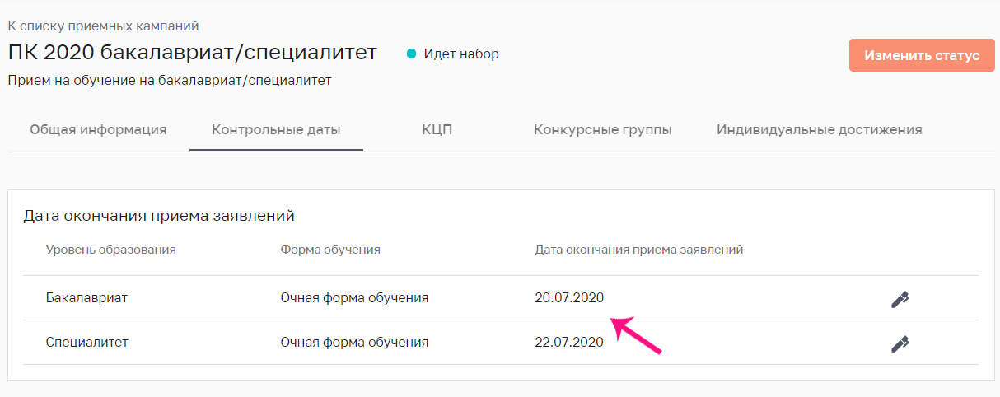 К списку приемных кампаний
ПК 2020 бакалавриат/специалитет
Идет набор
Изменить статус
Прием на обучение на бакалавриат/специалитет
Общая информация
Контрольные даты
КЦП
Конкурсные группы
Индивидуальные достижения
Дата окончания приема заявлений
Уровень образования
Форма обучения
Дата окончания приема заявлений
Бакалавриат
Очная форма обучения
20.07.2020
Специалитет
Очная форма обучения
22.07.2020